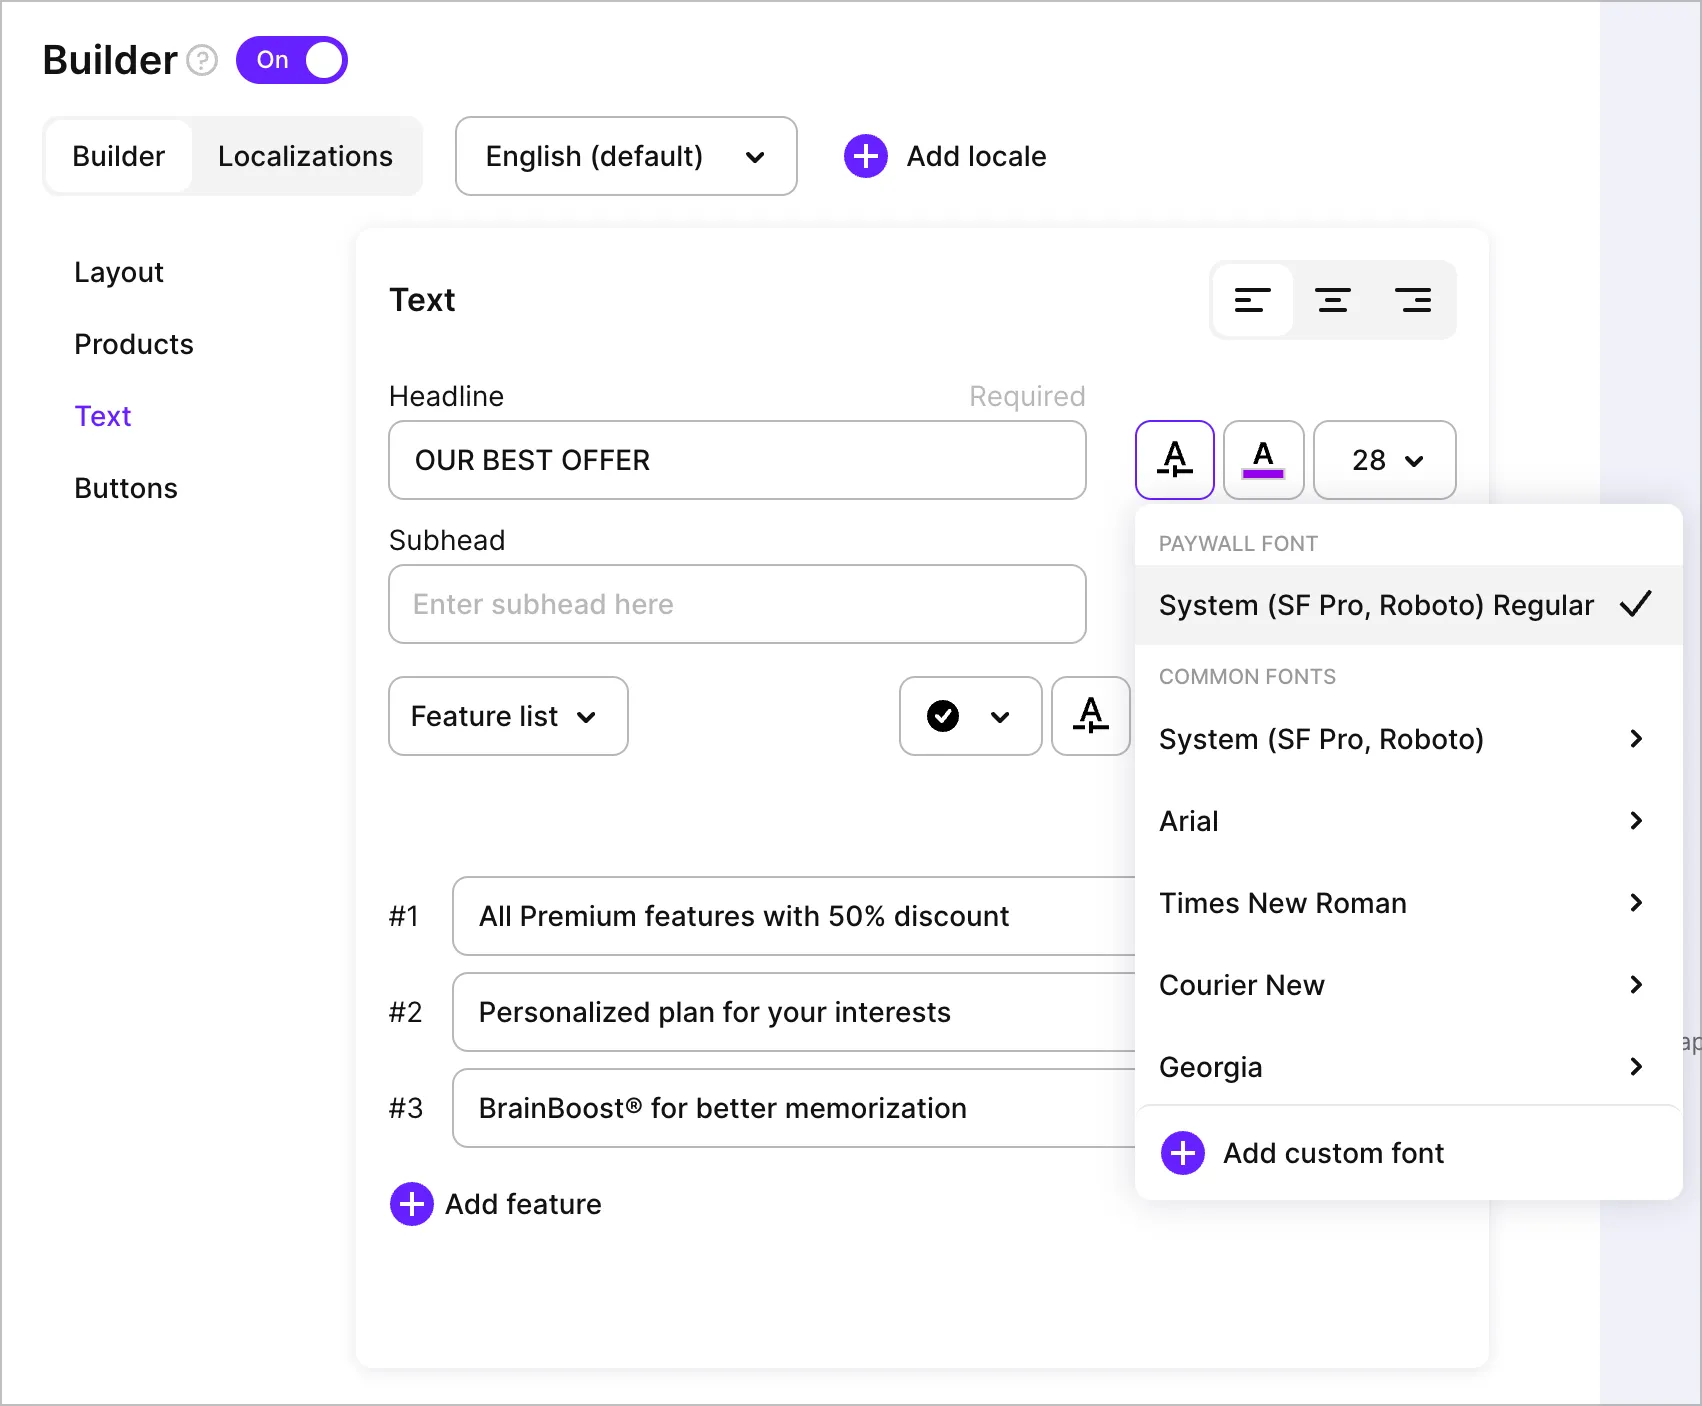 Builder ? On
Builder Localizations English (default) Add locale
Layout
Products
Text
Buttons
Text
Headline Required
OUR BEST OFFER A A 28
Subhead
Enter subhead here
Feature list A
#1 All Premium features with 50% discount
#2 Personalized plan for your interests
#3 BrainBoost® for better memorization
Add feature
PAYWALL FONT
System (SF Pro, Roboto) Regular
COMMON FONTS
System (SF Pro, Roboto)
Arial
Times New Roman
Courier New
Georgia
Add custom font